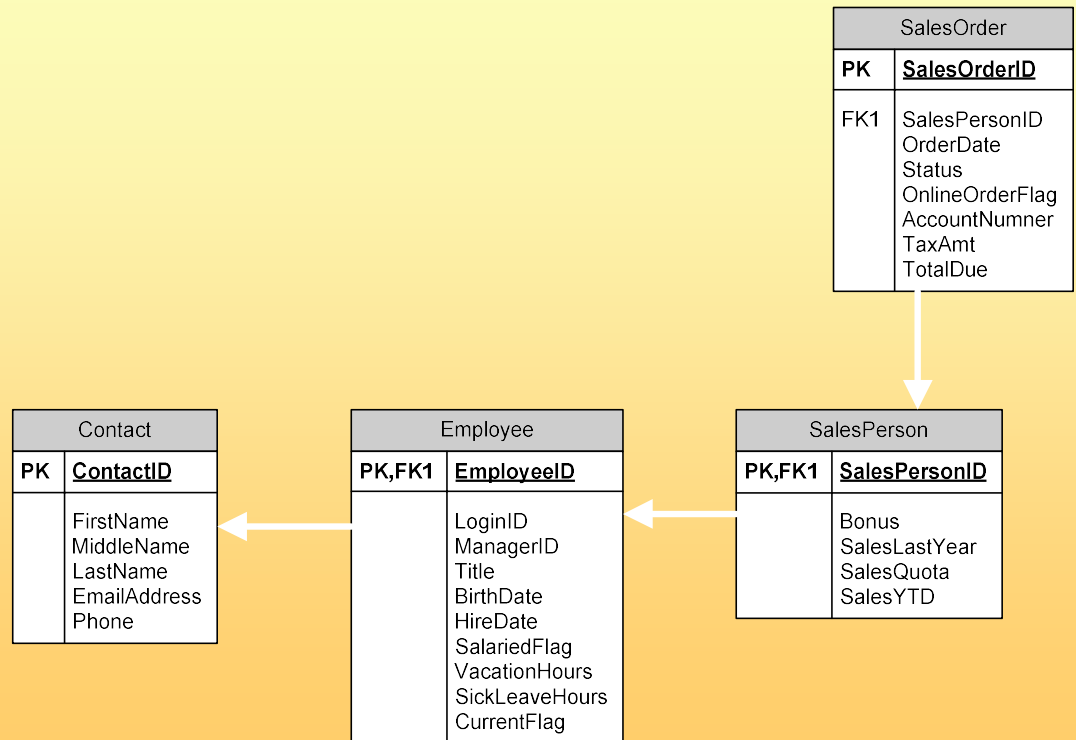 SalesOrder
PK SalesOrderID
FK1 SalesPersonID
OrderDate
Status
OnlineOrderFlag
AccountNumner
TaxAmt
TotalDue
Contact
PK ContactID
FirstName
MiddleName
LastName
EmailAddress
Phone
Employee
PK,FK1 EmployeeID
LoginID
ManagerID
Title
BirthDate
HireDate
SalariedFlag
VacationHours
SickLeaveHours
CurrentFlag
SalesPerson
PK,FK1 SalesPersonID
Bonus
SalesLastYear
SalesQuota
SalesYTD